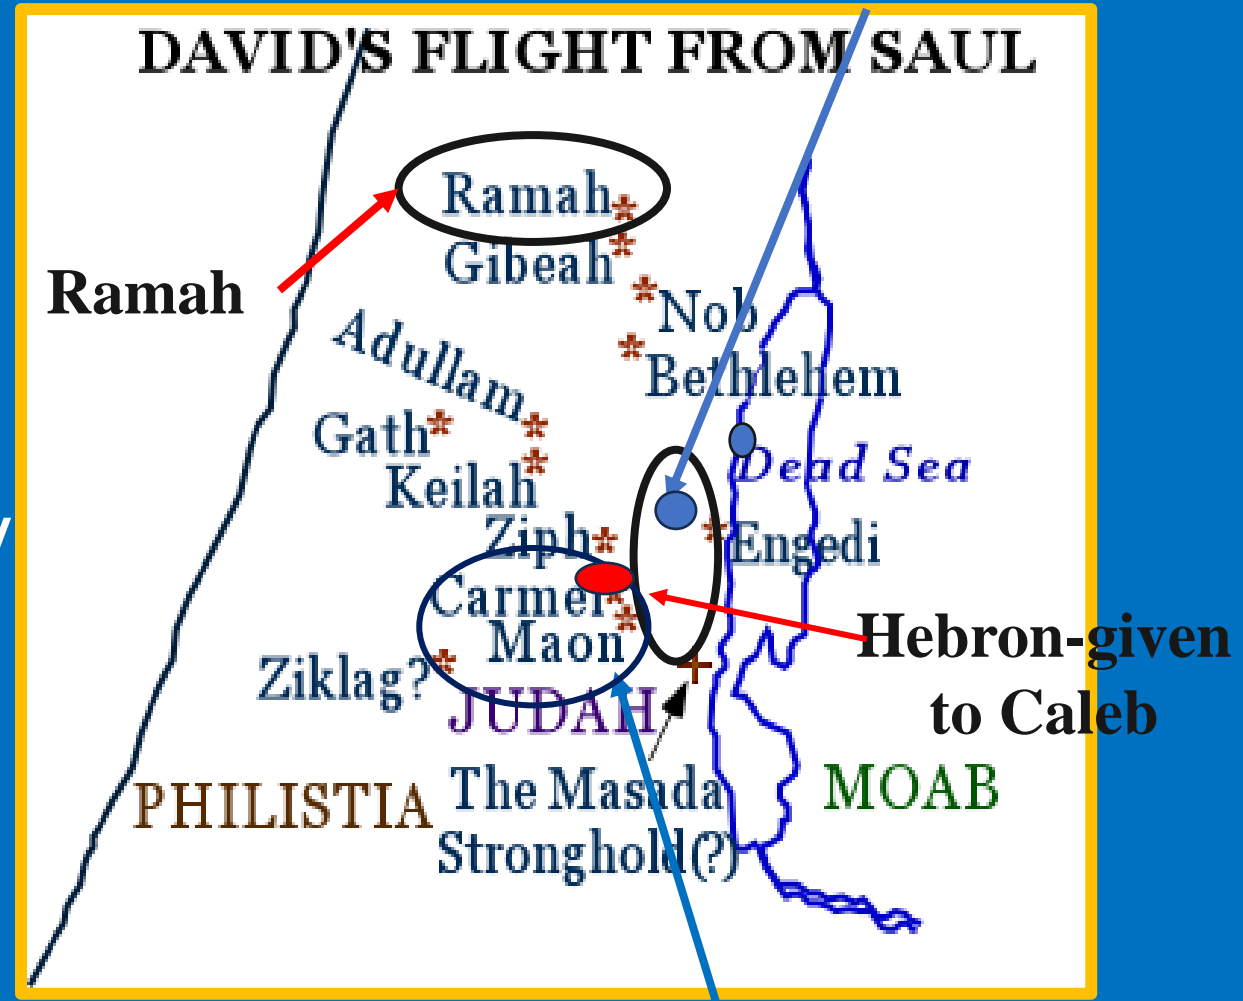 DAVID'S FLIGHT FROM SAUL
Ramah
Gibeah
Ramah
Nob
Adullam
Bethlehem
Gath
Dead Sea
Keilah
Ziph
Engedi
Carmel
Hebron-given
to Caleb
Maon
Ziklag?
JUDAH
The Masada
Stronghold(?)
PHILISTIA
MOAB